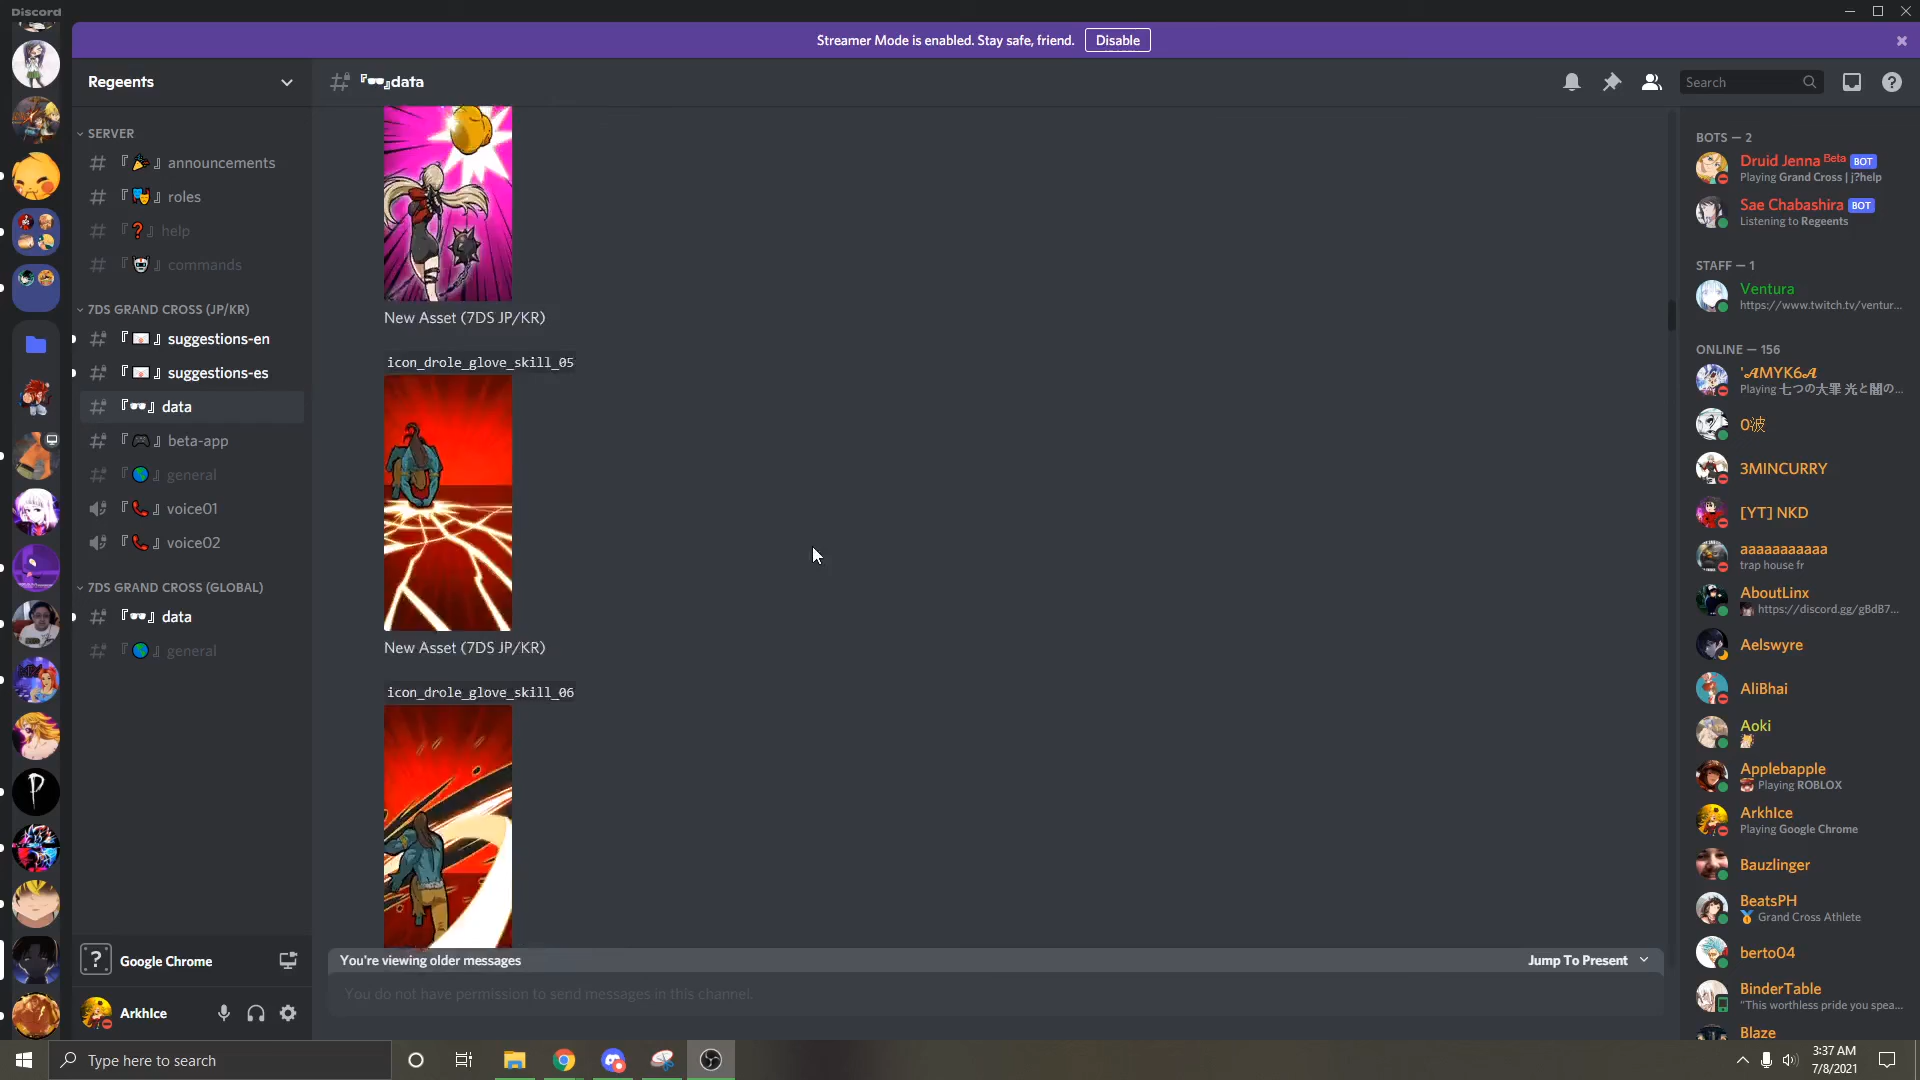 Discord
Streamer Mode is enabled. Stay safe, friend.
Disable
Regeents
『🕶』data
Search
SERVER
『🎉』announcements
『🎭』roles
『❓』help
『🤖』commands
7DS GRAND CROSS (JP/KR)
『💌』suggestions-en
『💌』suggestions-es
『🕶』data
『🎮』beta-app
『🌎』general
『📞』voice01
『📞』voice02
7DS GRAND CROSS (GLOBAL)
『🕶』data
『🌎』general
Google Chrome
ArkhIce
New Asset (7DS JP/KR)
icon_drole_glove_skill_05
New Asset (7DS JP/KR)
icon_drole_glove_skill_06
You're viewing older messages
Jump To Present
You do not have permission to send messages in this channel.
BOTS — 2
Druid Jenna Beta BOT
Playing Grand Cross | j?help
Sae Chabashira BOT
Listening to Regeents
STAFF — 1
Ventura
https://www.twitch.tv/ventur...
ONLINE — 156
'𝓐MYK6𝓐
Playing 七つの大罪 光と闇の...
0波
3MINCURRY
[YT] NKD
aaaaaaaaaaa
trap house fr
AboutLinx
https://discord.gg/gBdB7...
Aelswyre
AliBhai
Aoki
Applebapple
Playing ROBLOX
ArkhIce
Playing Google Chrome
Bauzlinger
BeatsPH
🏅 Grand Cross Athlete
berto04
BinderTable
"This worthless pride you spea...
Blaze
Type here to search
3:37 AM
7/8/2021